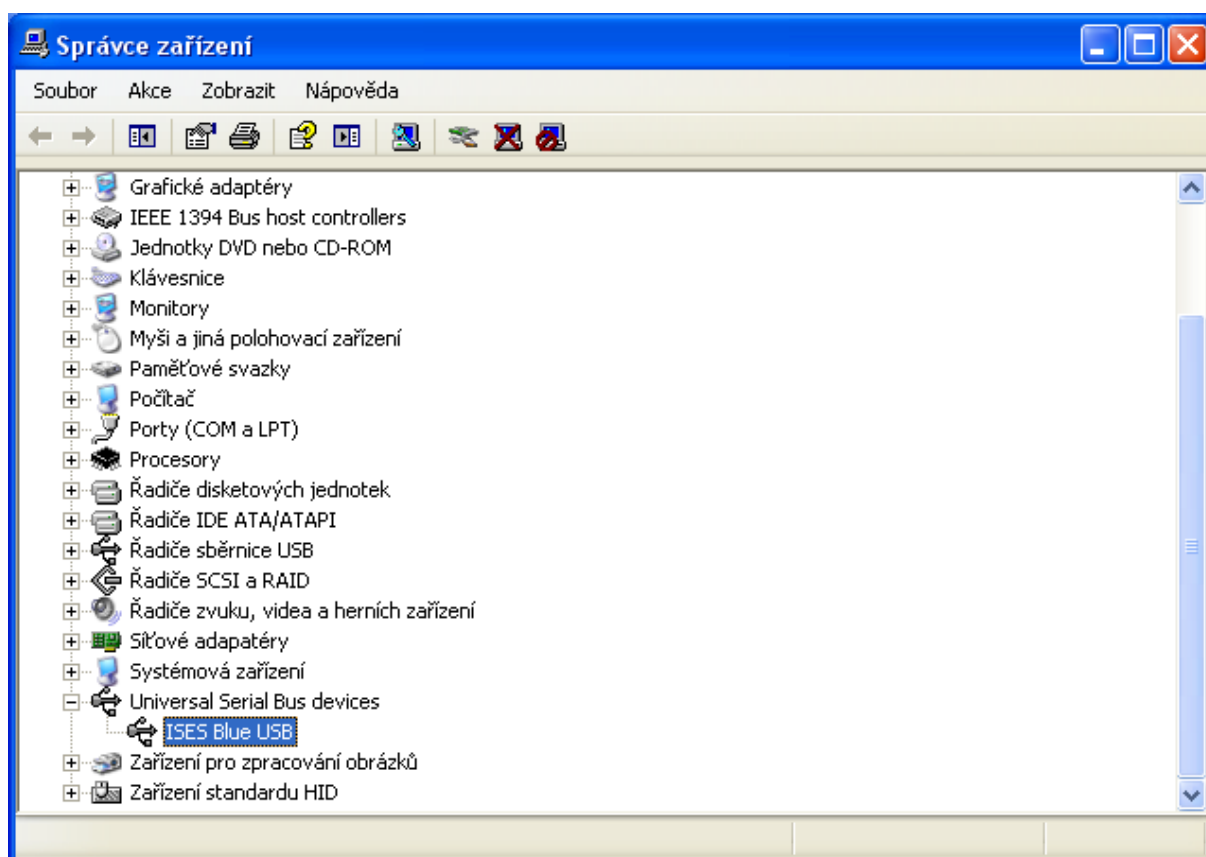 Správce zařízení
Soubor Akce Zobrazit Nápověda
Grafické adaptéry
IEEE 1394 Bus host controllers
Jednotky DVD nebo CD-ROM
Klávesnice
Monitory
Myši a jiná polohovací zařízení
Paměťové svazky
Počítač
Porty (COM a LPT)
Procesory
Řadiče disketových jednotek
Řadiče IDE ATA/ATAPI
Řadiče sběrnice USB
Řadiče SCSI a RAID
Řadiče zvuku, videa a herních zařízení
Síťové adapatéry
Systémová zařízení
Universal Serial Bus devices
ISES Blue USB
Zařízení pro zpracování obrázků
Zařízení standardu HID